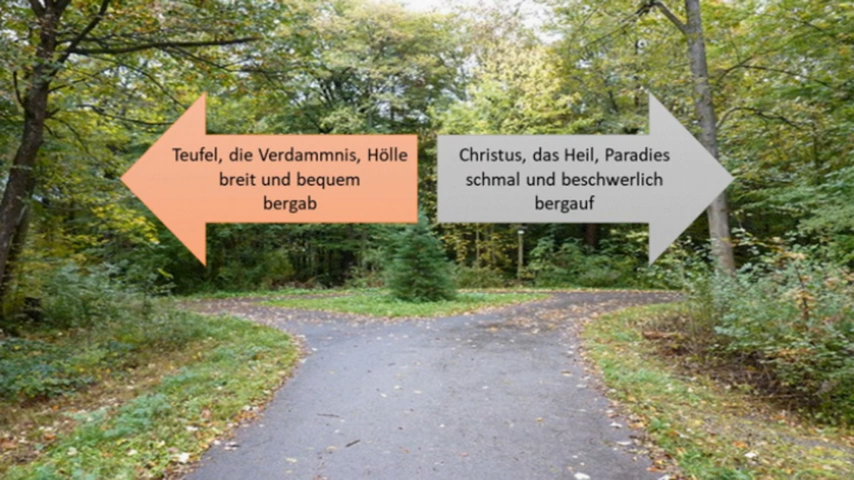 Teufel, die Verdammnis, Hölle
breit und bequem
bergab
Christus, das Heil, Paradies
schmal und beschwerlich
bergauf